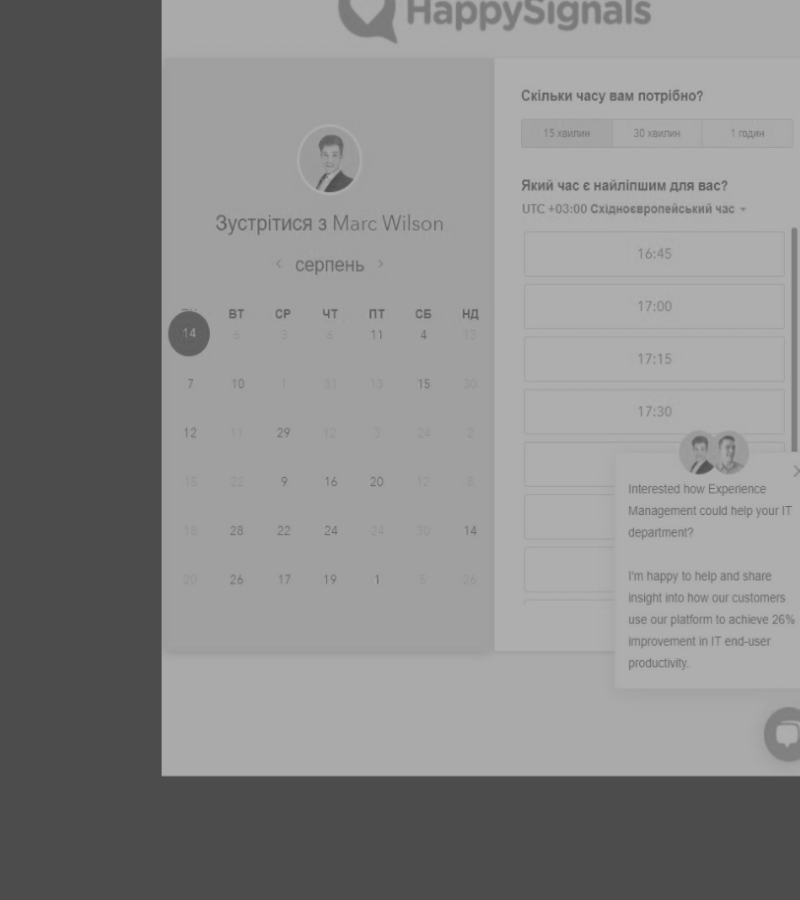 HappySignals
Зустрітися з Marc Wilson
серпень
ВТ СР ЧТ ПТ СБ НД
14 6 3 6 11 4 13
7 10 1 31 13 15 30
12 11 29 12 3 24 2
15 22 9 16 20 12 8
18 28 22 24 24 30 14
20 26 17 19 1 5 26
Скільки часу вам потрібно?
15 хвилин 30 хвилин 1 годин
Який час є найліпшим для вас?
UTC +03:00 Східноєвропейський час
16:45
17:00
17:15
17:30
Interested how Experience
Management could help your IT
department?
I'm happy to help and share
insight into how our customers
use our platform to achieve 26%
improvement in IT end-user
productivity.